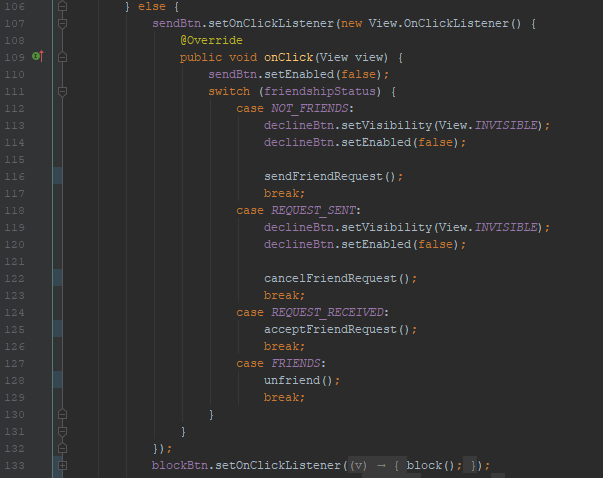 106 } else {
107 sendBtn.setOnClickListener(new View.OnClickListener() {
108 @Override
109 public void onClick(View view) {
110 sendBtn.setEnabled(false);
111 switch (friendshipStatus) {
112 case NOT_FRIENDS:
113 declineBtn.setVisibility(View.INVISIBLE);
114 declineBtn.setEnabled(false);
115
116 sendFriendRequest();
117 break;
118 case REQUEST_SENT:
119 declineBtn.setVisibility(View.INVISIBLE);
120 declineBtn.setEnabled(false);
121
122 cancelFriendRequest();
123 break;
124 case REQUEST_RECEIVED:
125 acceptFriendRequest();
126 break;
127 case FRIENDS:
128 unfriend();
129 break;
130 }
131 }
132 });
133 blockBtn.setOnClickListener((v) → { block(); });